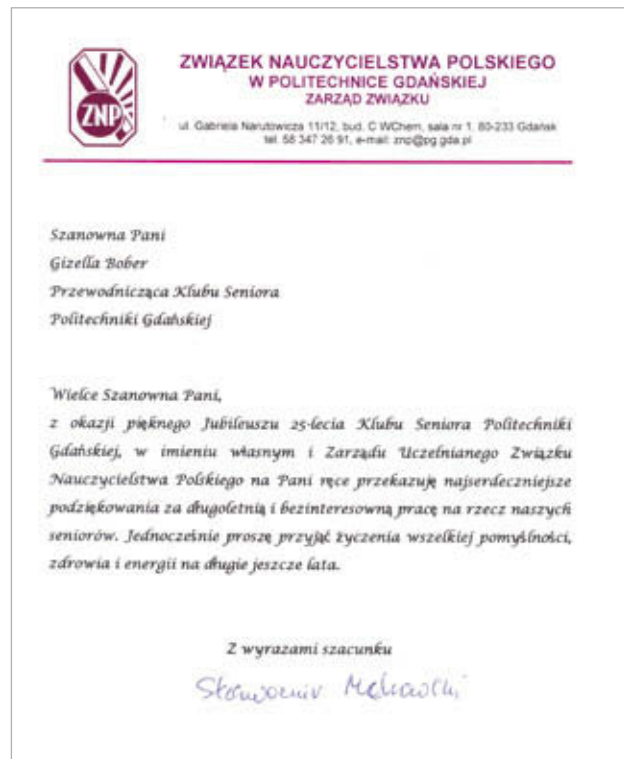 ZNP
ZWIĄZEK NAUCZYCIELSTWA POLSKIEGO
W POLITECHNICE GDAŃSKIEJ
ZARZĄD ZWIĄZKU
ul. Gabriela Narutowicza 11/12, bud. C WChem, sala nr 1, 80-233 Gdańsk
tel. 58 347 26 91, e-mail: znp@pg.gda.pl
Szanowna Pani
Gizella Bober
Przewodnicząca Klubu Seniora
Politechniki Gdańskiej
Wielce Szanowna Pani,
z okazji pięknego Jubileuszu 25-lecia Klubu Seniora Politechniki
Gdańskiej, w imieniu własnym i Zarządu Uczelnianego Związku
Nauczycielstwa Polskiego na Pani ręce przekazuję najserdeczniejsze
podziękowania za długoletnią i bezinteresowną pracę na rzecz naszych
seniorów. Jednocześnie proszę przyjąć życzenia wszelkiej pomyślności,
zdrowia i energii na długie jeszcze lata.
Z wyrazami szacunku